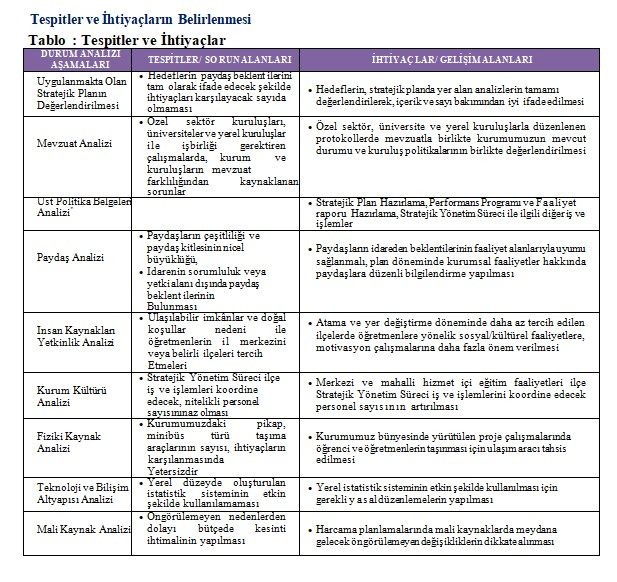 Tespitler ve İhtiyaçların Belirlenmesi
Tablo : Tespitler ve İhtiyaçlar
DURUM ANALİZİ
AŞAMALARI
TESPİTLER/ SORUN ALANLARI
İHTİYAÇLAR/ GELİŞİM ALANLARI
Uygulanmakta Olan
Stratejik Planın
Değerlendirilmesi
• Hedeflerin paydaş beklentilerini
tam olarak ifade edecek şekilde
ihtiyaçları karşılayacak sayıda
olmaması
• Hedeflerin, stratejik planda yer alan analizlerin tamamı
değerlendirilerek, içerik ve sayı bakımından iyi ifade edilmesi
Mevzuat Analizi
• Özel sektör kuruluşları,
üniversiteler ve yerel kuruluşlar
ile işbirliği gerektiren
çalışmalarda, kurum ve
kuruluşların mevzuat
farklılığından kaynaklanan
sorunlar
• Özel sektör, üniversite ve yerel kuruluşlarla düzenlenen
protokollerde mevzuatla birlikte kurumumuzun mevcut
durumu ve kuruluş politikalarının birlikte değerlendirilmesi
Üst Politika Belgeleri
Analizi*
• Stratejik Plan Hazırlama, Performans Programı ve Faaliyet
raporu Hazırlama, Stratejik Yönetim Süreci ile ilgili diğer iş ve
işlemler
Paydaş Analizi
• Paydaşların çeşitliliği ve
paydaş kitlesinin nicel
büyüklüğü,
• İdarenin sorumluluk veya
yetki alanı dışında paydaş
beklentilerinin
Bulunması
• Paydaşların idareden beklentilerinin faaliyet alanlarıyla uyumu
sağlanmalı, plan döneminde kurumsal faaliyetler hakkında
paydaşlara düzenli bilgilendirme yapılması
İnsan Kaynakları
Yetkinlik Analizi
• Ulaşılabilir imkânlar ve doğal
koşullar nedeni ile
öğretmenlerin il merkezini
veya belirli ilçeleri tercih
Etmeleri
• Atama ve yer değiştirme döneminde daha az tercih edilen
ilçelerde öğretmenlere yönelik sosyal/kültürel faaliyetlere,
motivasyon çalışmalarına daha fazla önem verilmesi
Kurum Kültürü
Analizi
• Stratejik Yönetim Süreci ilçe
iş ve işlemleri koordine
edecek, nitelikli personel
sayısının az olması
• Merkezi ve mahalli hizmet içi eğitim faaliyetleri ilçe
Stratejik Yönetim Süreci iş ve işlemlerini koordine edecek
personel sayısının artırılması
Fiziki Kaynak
Analizi
• Kurumumuzdaki pikap,
minibüs türü taşıma
araçlarının sayısı, ihtiyaçların
karşılanmasında
Yetersizdir
• Kurumumuz bünyesinde yürütülen proje çalışmalarında
öğrenci ve öğretmenlerin taşınması için ulaşım aracı tahsis
edilmesi
Teknoloji ve Bilişim
Altyapısı Analizi
• Yerel düzeyde oluşturulan
istatistik sisteminin etkin
şekilde kullanılamaması
• Yerel istatistik sisteminin etkin şekilde kullanılması için
gerekli yasal düzenlemelerin yapılması
Mali Kaynak Analizi
• Öngörülemeyen nedenlerden
dolayı bütçede kesinti
ihtimalinin yapılması
• Harcama planlamalarında mali kaynaklarda meydana
gelecek öngörülemeyen değişikliklerin dikkate alınması